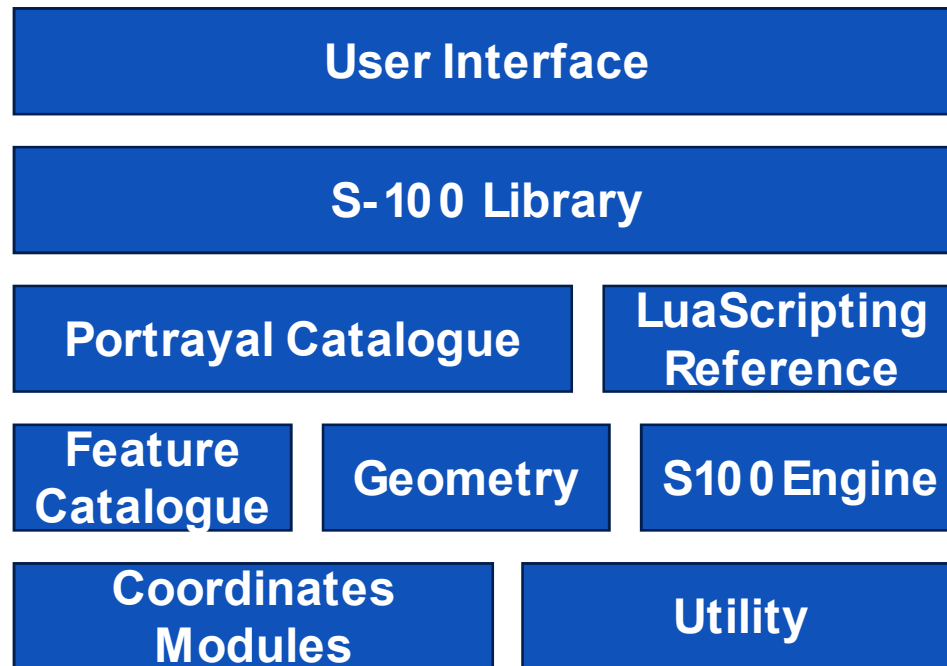 User Interface
S-100 Library
Portrayal Catalogue
LuaScripting
Reference
Feature
Catalogue
Geometry
S100 Engine
Coordinates
Modules
Utility